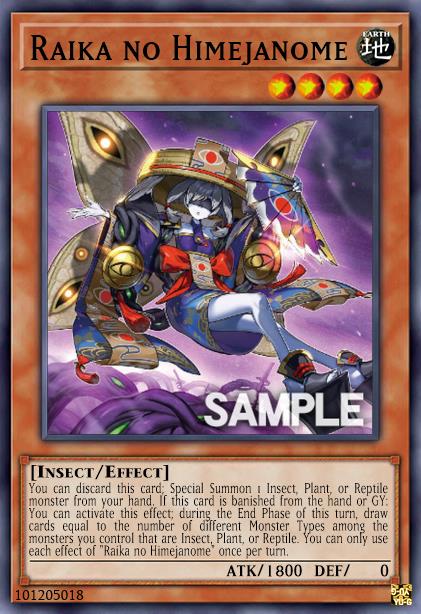 Raika no Himejanome
EARTH
地
SAMPLE
[Insect/Effect]
You can discard this card; Special Summon 1 Insect, Plant, or Reptile
monster from your hand. If this card is banished from the hand or GY:
You can activate this effect; during the End Phase of this turn, draw
cards equal to the number of different Monster Types among the
monsters you control that are Insect, Plant, or Reptile. You can only use
each effect of "Raika no Himejanome" once per turn.
ATK/1800 DEF/ 0
101205018